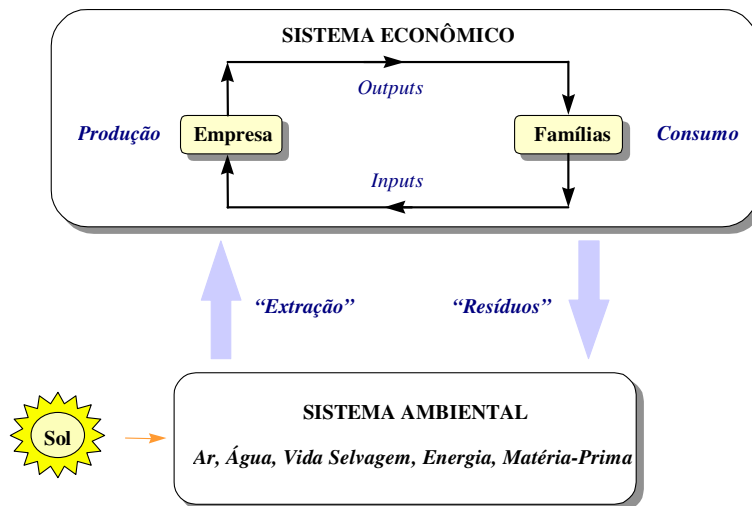 SISTEMA ECONÔMICO
Outputs
Produção Empresa Famílias Consumo
Inputs
“Extração” “Resíduos”
SISTEMA AMBIENTAL
Sol
Ar, Água, Vida Selvagem, Energia, Matéria-Prima